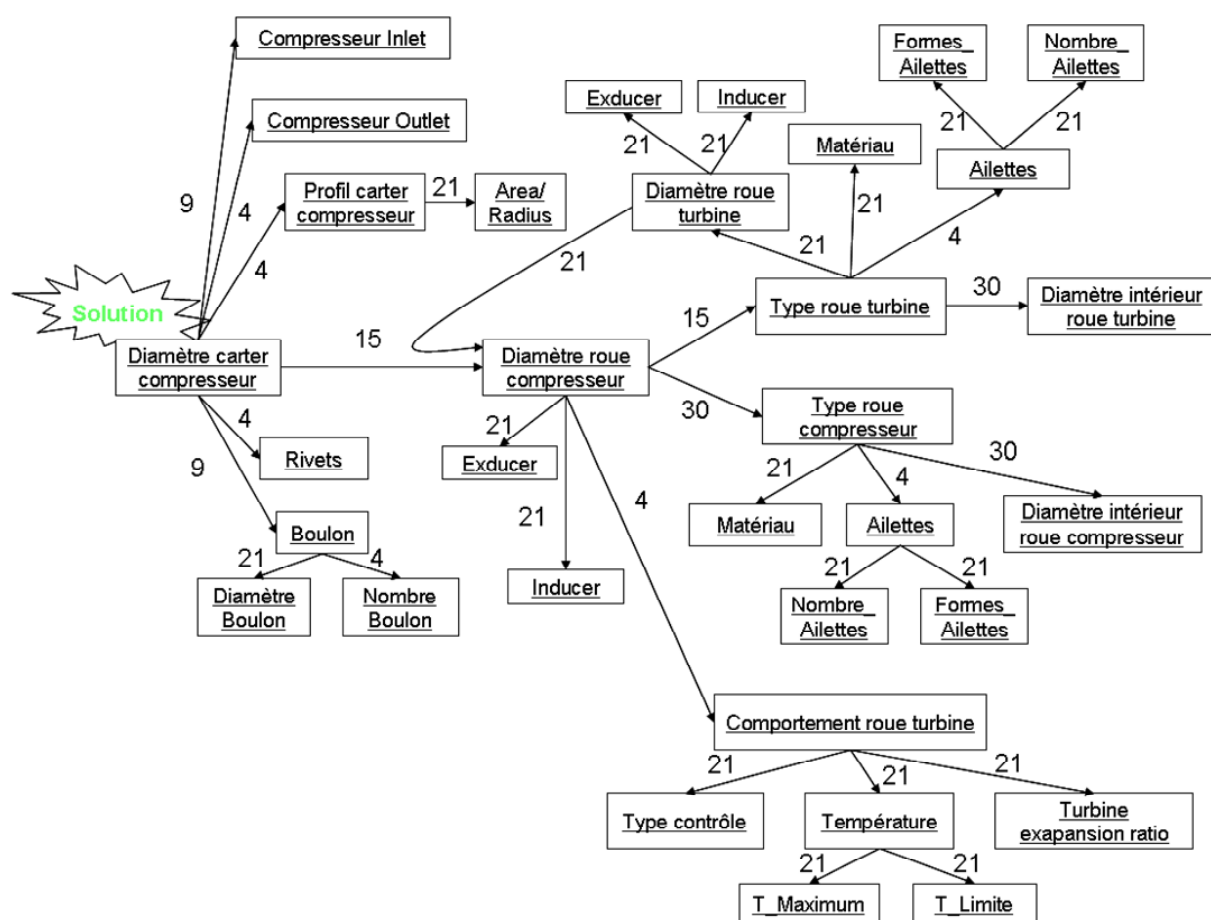 Compresseur Inlet
Formes_
Ailettes
Nombre_
Ailettes
Exducer
Inducer
21
21
Compresseur Outlet
21
21
Matériau
Ailettes
9
4
Profil carter
compresseur
21
Area/
Radius
Diamètre roue
turbine
21
4
4
21
21
Solution
Type roue turbine
30
Diamètre intérieur
roue turbine
15
15
Diamètre carter
compresseur
Diamètre roue
compresseur
30
Type roue
compresseur
4
21
30
9
Rivets
Exducer
21
4
Matériau
Ailettes
Diamètre intérieur
roue compresseur
4
21
Boulon
21
4
21
21
Diamètre
Boulon
Nombre
Boulon
Inducer
Nombre_
Ailettes
Formes_
Ailettes
Comportement roue turbine
21
21
21
Type contrôle
Température
Turbine
exapansion ratio
21
21
T_Maximum
T_Limite